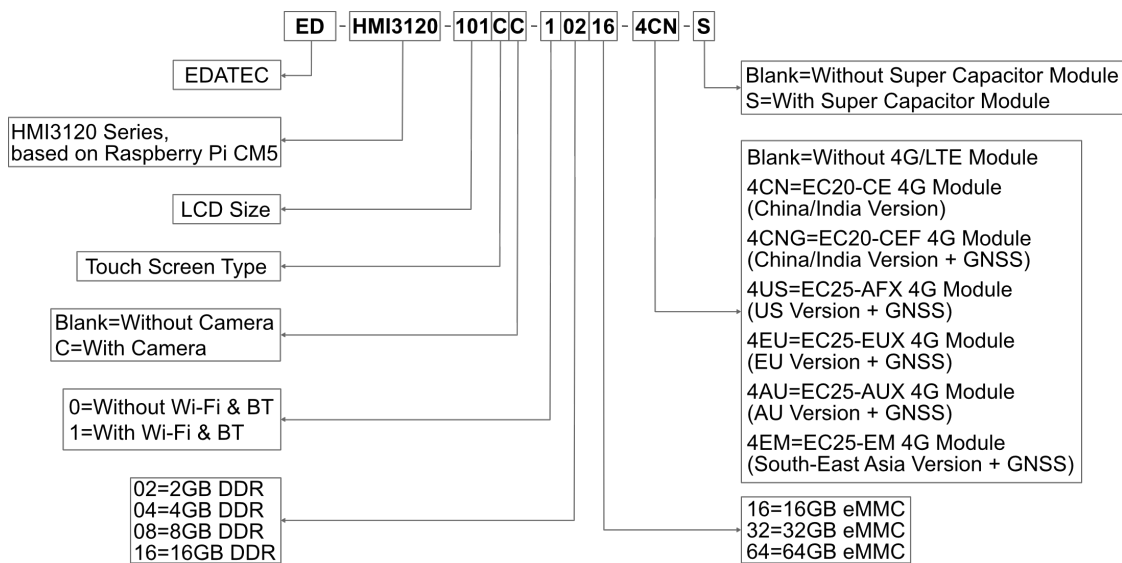 ED-HMI3120-101CC-10216-4CN-S
EDATEC
HMI3120 Series,
based on Raspberry Pi CM5
LCD Size
Touch Screen Type
Blank=Without Camera
C=With Camera
0=Without Wi-Fi & BT
1=With Wi-Fi & BT
02=2GB DDR
04=4GB DDR
08=8GB DDR
16=16GB DDR
Blank=Without Super Capacitor Module
S=With Super Capacitor Module
Blank=Without 4G/LTE Module
4CN=EC20-CE 4G Module
(China/India Version)
4CNG=EC20-CEF 4G Module
(China/India Version + GNSS)
4US=EC25-AFX 4G Module
(US Version + GNSS)
4EU=EC25-EUX 4G Module
(EU Version + GNSS)
4AU=EC25-AUX 4G Module
(AU Version + GNSS)
4EM=EC25-EM 4G Module
(South-East Asia Version + GNSS)
16=16GB eMMC
32=32GB eMMC
64=64GB eMMC